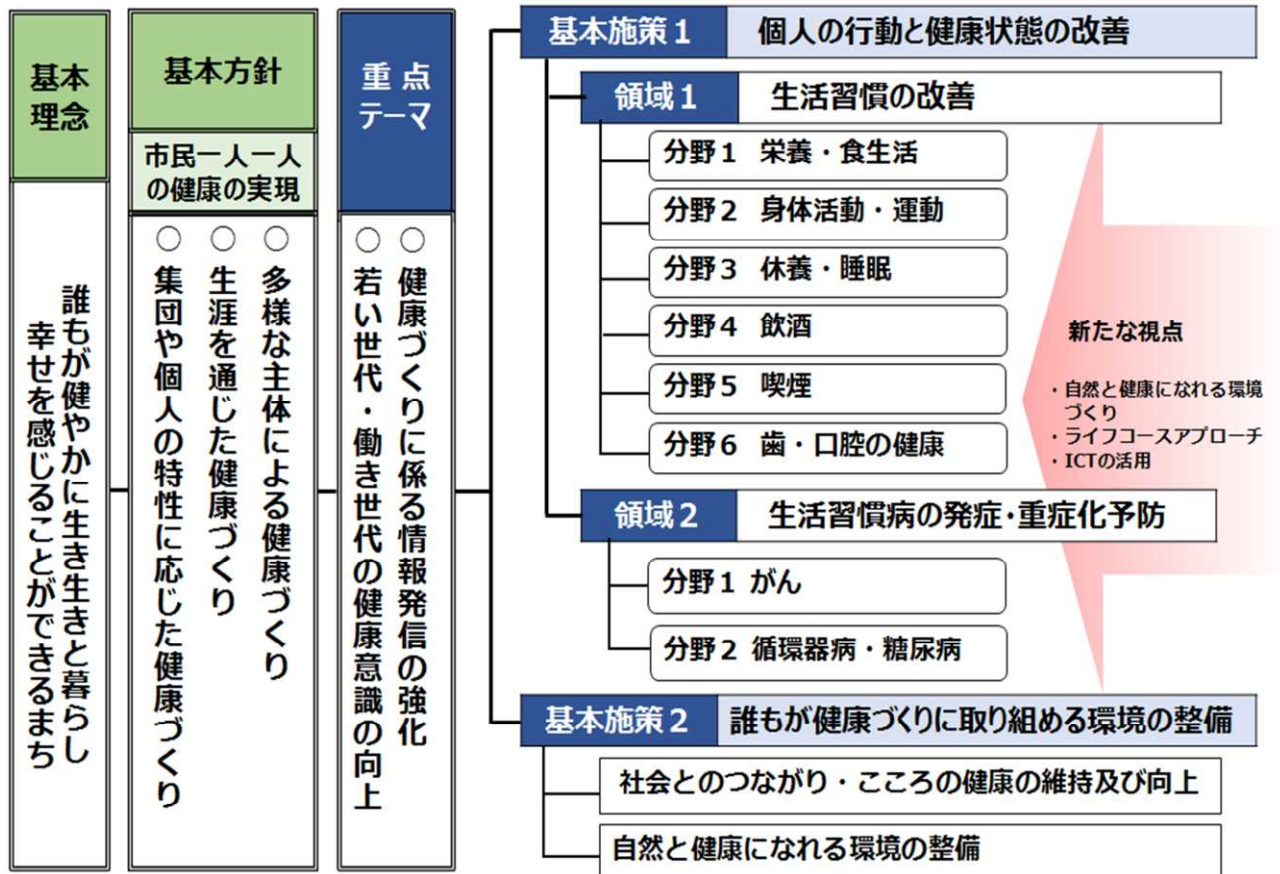 基本
理念
誰もが健やかに生き生きと暮らし
幸せを感じることができるまち
基本方針
市民一人一人
の健康の実現
○ 多様な主体による健康づくり
○ 生涯を通じた健康づくり
○ 集団や個人の特性に応じた健康づくり
重点
テーマ
○ 健康づくりに係る情報発信の強化
○ 若い世代・働き世代の健康意識の向上
基本施策1 個人の行動と健康状態の改善
領域1 生活習慣の改善
分野1 栄養・食生活
分野2 身体活動・運動
分野3 休養・睡眠
分野4 飲酒
分野5 喫煙
分野6 歯・口腔の健康
領域2 生活習慣病の発症・重症化予防
分野1 がん
分野2 循環器病・糖尿病
基本施策2 誰もが健康づくりに取り組める環境の整備
社会とのつながり・こころの健康の維持及び向上
自然と健康になれる環境の整備
新たな視点
・自然と健康になれる環境
づくり
・ライフコースアプローチ
・ICTの活用